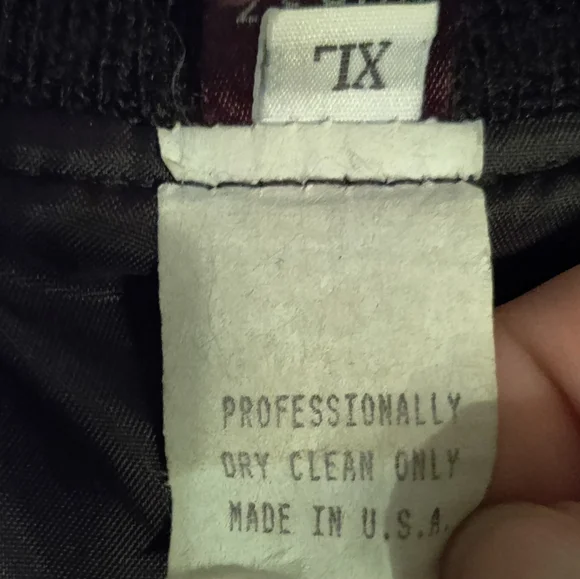 XL
PROFESSIONALLY
DRY CLEAN ONLY
MADE IN U.S.A.